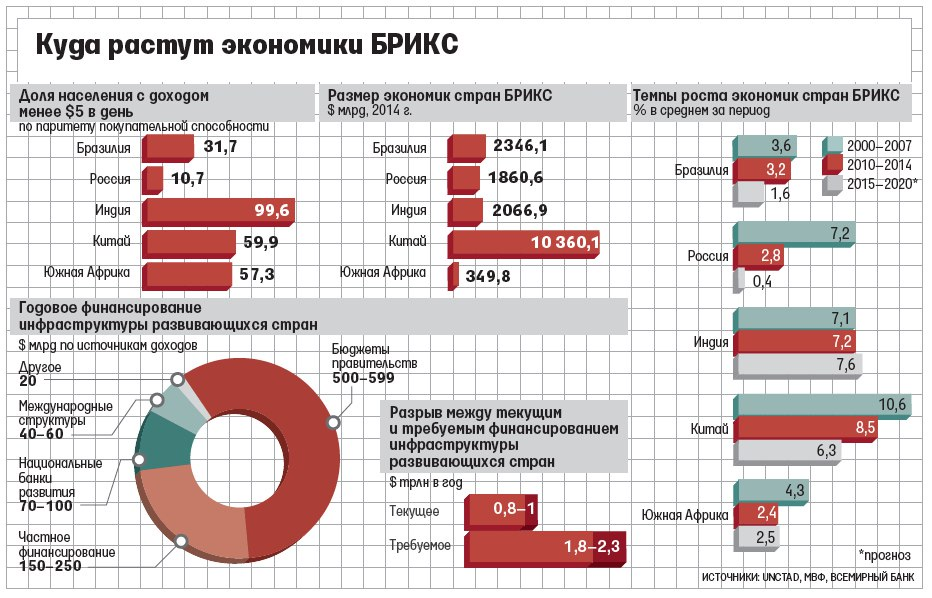 Куда растут экономики БРИКС
Доля населения с доходом
менее $5 в день
по паритету покупательной способности
Бразилия 31,7
Россия 10,7
Индия 99,6
Китай 59,9
Южная Африка 57,3
Размер экономик стран БРИКС
$ млрд, 2014 г.
Бразилия 2346,1
Россия 1860,6
Индия 2066,9
Китай 10 360,1
Южная Африка 349,8
Темпы роста экономик стран БРИКС
% в среднем за период
2000–2007
2010–2014
2015–2020*
Бразилия
3,6
3,2
1,6
Россия
7,2
2,8
0,4
Индия
7,1
7,2
7,6
Китай
10,6
8,5
6,3
Южная Африка
4,3
2,4
2,5
*прогноз
Годовое финансирование
инфраструктуры развивающихся стран
$ млрд по источникам доходов
Другое
20
Международные
структуры
40–60
Национальные
банки
развития
70–100
Частное
финансирование
150–250
Бюджеты
правительств
500–599
Разрыв между текущим
и требуемым финансированием
инфраструктуры
развивающихся стран
$ трлн в год
Текущее 0,8–1
Требуемое 1,8–2,3
ИСТОЧНИКИ: UNCTAD, МВФ, ВСЕМИРНЫЙ БАНК